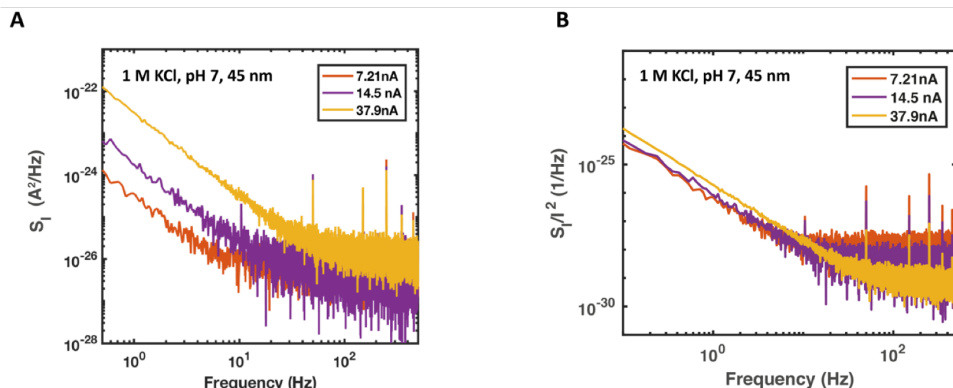 A
1 M KCl, pH 7, 45 nm
7.21nA
14.5 nA
37.9nA
10⁻²²
10⁻²⁴
10⁻²⁶
10⁻²⁸
S_I (A²/Hz)
10⁰
10¹
10²
Frequency (Hz)
B
1 M KCl, pH 7, 45 nm
7.21nA
14.5 nA
37.9nA
10⁻²⁵
10⁻³⁰
S_I/I² (1/Hz)
10⁰
10²
Frequency (Hz)